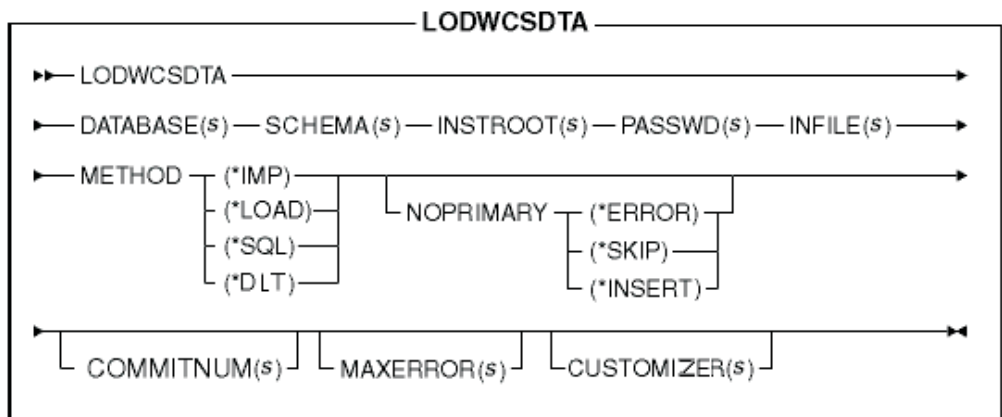 LODWCSDTA
LODWCSDTA
DATABASE(s) SCHEMA(s) INSTROOT(s) PASSWD(s) INFILE(s)
METHOD (*IMP)
(*LOAD)
(*SQL)
(*DLT)
NOPRIMARY (*ERROR)
(*SKIP)
(*INSERT)
COMMITNUM(s) MAXERROR(s) CUSTOMIZER(s)